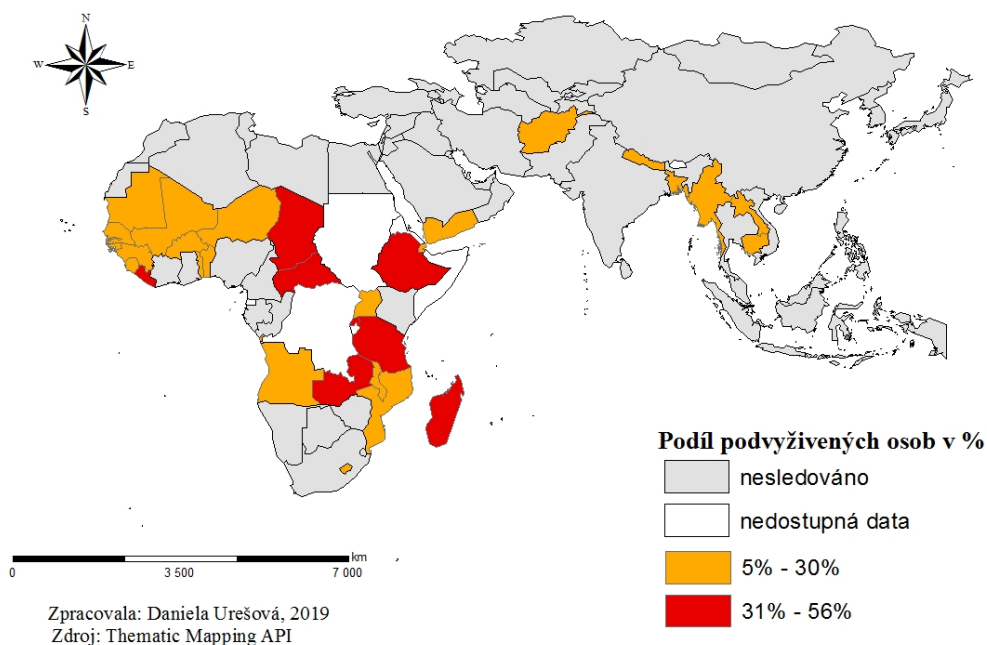 N
W E
S
Podíl podvyživených osob v %
nesledováno
nedostupná data
5% - 30%
31% - 56%
km
0 3 500 7 000
Zpracovala: Daniela Urešová, 2019
Zdroj: Thematic Mapping API